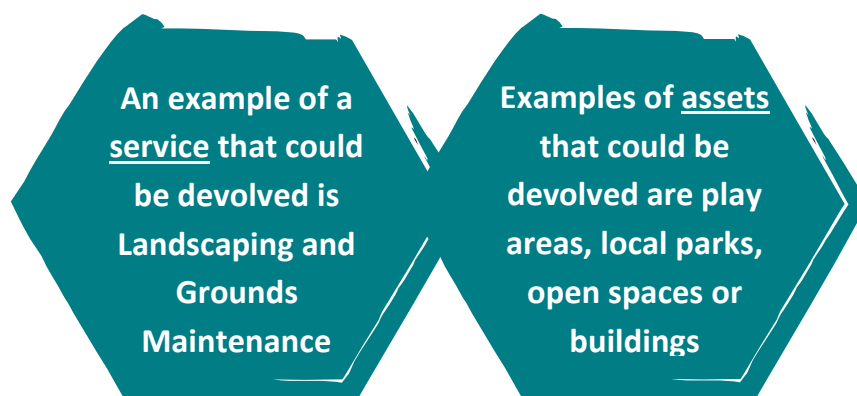 An example of a
service that could
be devolved is
Landscaping and
Grounds
Maintenance
Examples of assets
that could be
devolved are play
areas, local parks,
open spaces or
buildings